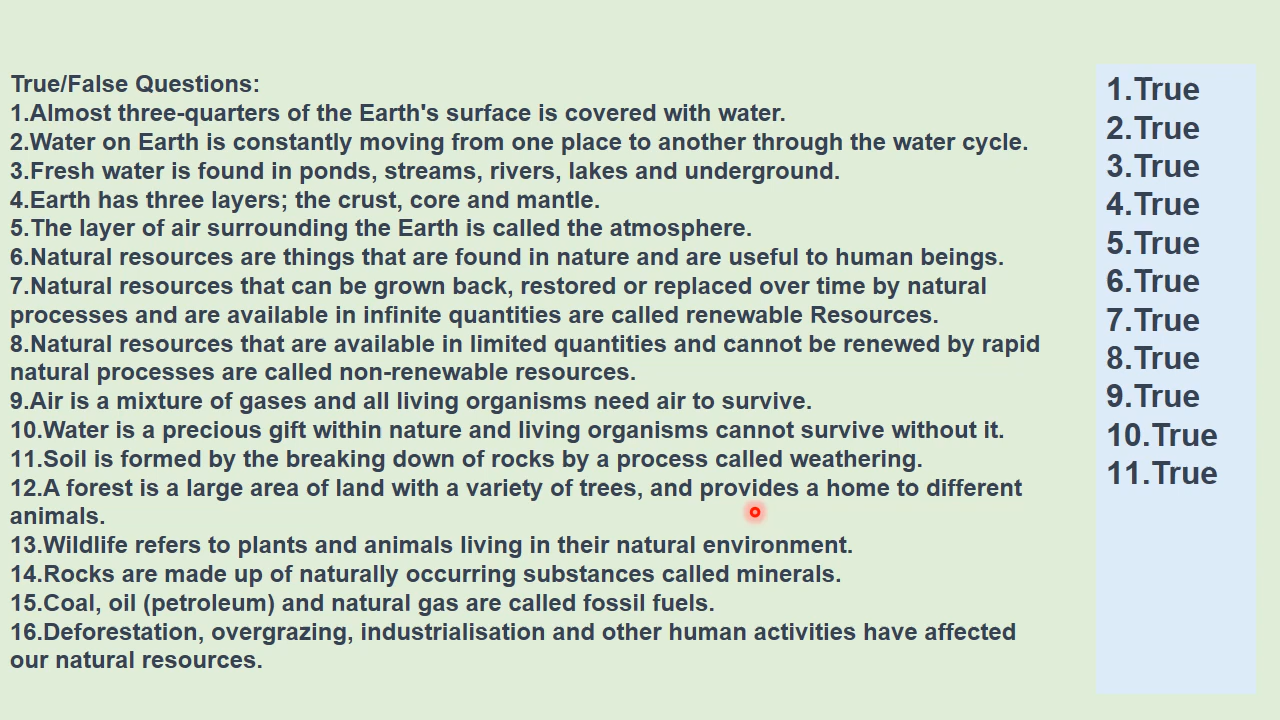 True/False Questions:
1.Almost three-quarters of the Earth's surface is covered with water.
2.Water on Earth is constantly moving from one place to another through the water cycle.
3.Fresh water is found in ponds, streams, rivers, lakes and underground.
4.Earth has three layers; the crust, core and mantle.
5.The layer of air surrounding the Earth is called the atmosphere.
6.Natural resources are things that are found in nature and are useful to human beings.
7.Natural resources that can be grown back, restored or replaced over time by natural
processes and are available in infinite quantities are called renewable Resources.
8.Natural resources that are available in limited quantities and cannot be renewed by rapid
natural processes are called non-renewable resources.
9.Air is a mixture of gases and all living organisms need air to survive.
10.Water is a precious gift within nature and living organisms cannot survive without it.
11.Soil is formed by the breaking down of rocks by a process called weathering.
12.A forest is a large area of land with a variety of trees, and provides a home to different
animals.
13.Wildlife refers to plants and animals living in their natural environment.
14.Rocks are made up of naturally occurring substances called minerals.
15.Coal, oil (petroleum) and natural gas are called fossil fuels.
16.Deforestation, overgrazing, industrialisation and other human activities have affected
our natural resources.
1.True
2.True
3.True
4.True
5.True
6.True
7.True
8.True
9.True
10.True
11.True